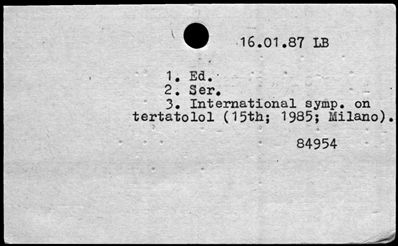 16.01.87 LB
1. Ed.
2. Ser.
3. International symp. on
tertatolol (15th; 1985; Milano).
84954